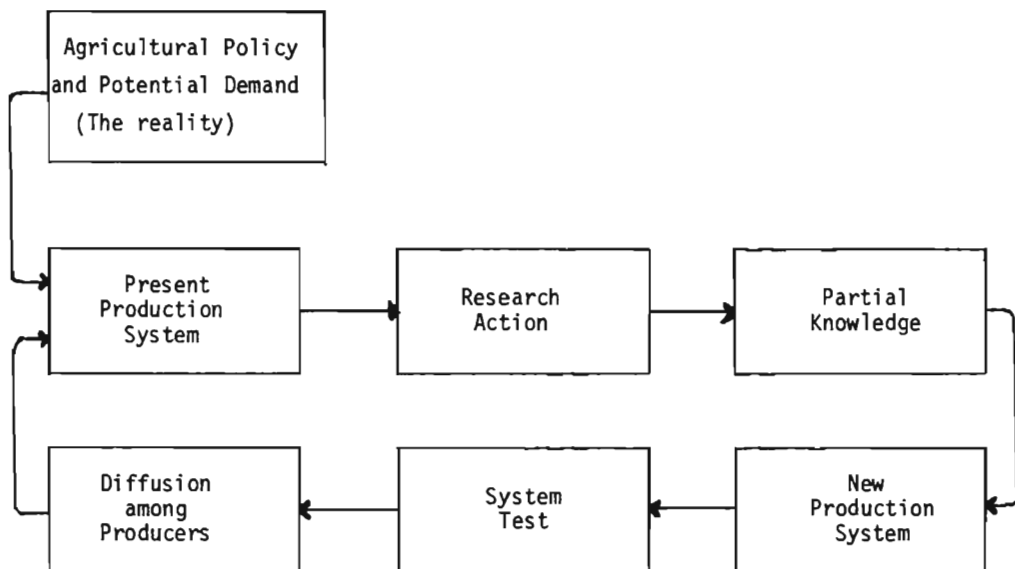 Agricultural Policy
and Potential Demand
(The reality)
Present
Production
System
Research
Action
Partial
Knowledge
Diffusion
among
Producers
System
Test
New
Production
System